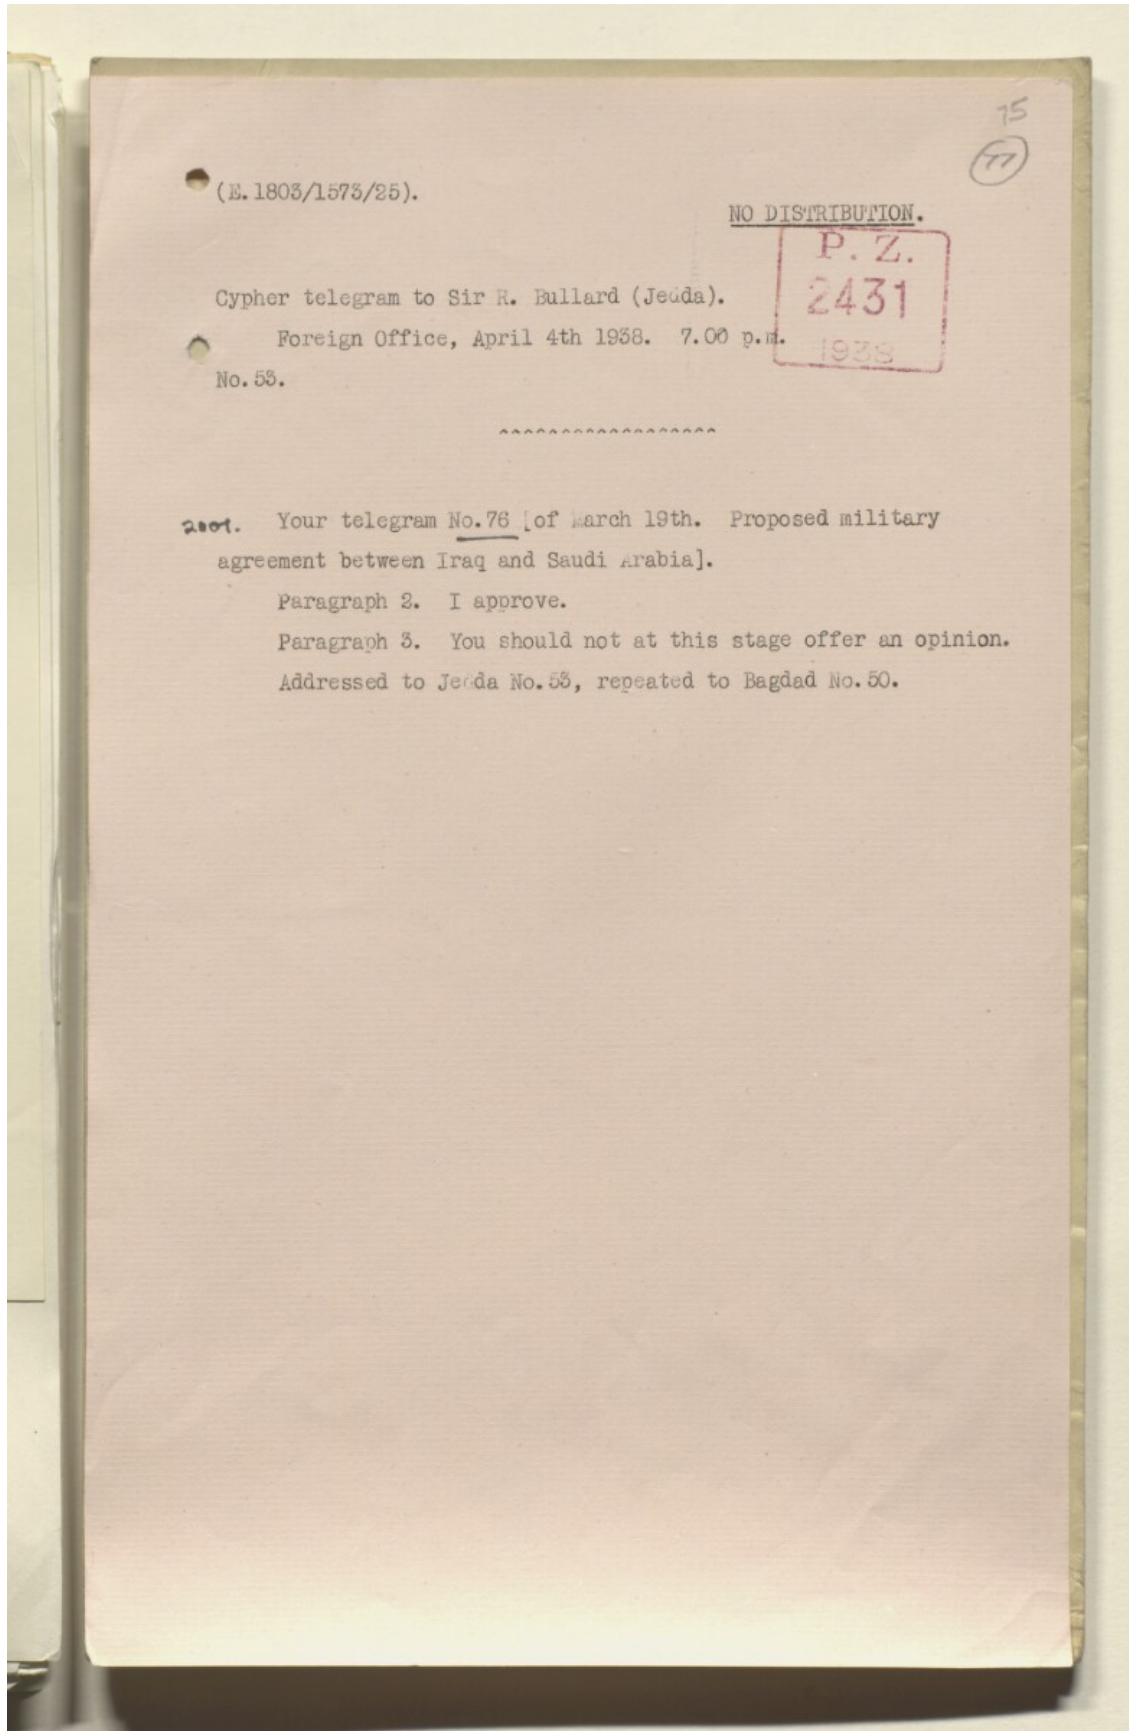 75
77
(E.1803/1573/25).
NO DISTRIBUTION.
P. Z.
2431
1938
Cypher telegram to Sir R. Bullard (Jedda).
Foreign Office, April 4th 1938. 7.00 p.m.
No.53.
Your telegram No.76 [of March 19th. Proposed military
agreement between Iraq and Saudi Arabia].
Paragraph 2. I approve.
Paragraph 3. You should not at this stage offer an opinion.
Addressed to Jedda No.53, repeated to Bagdad No.50.